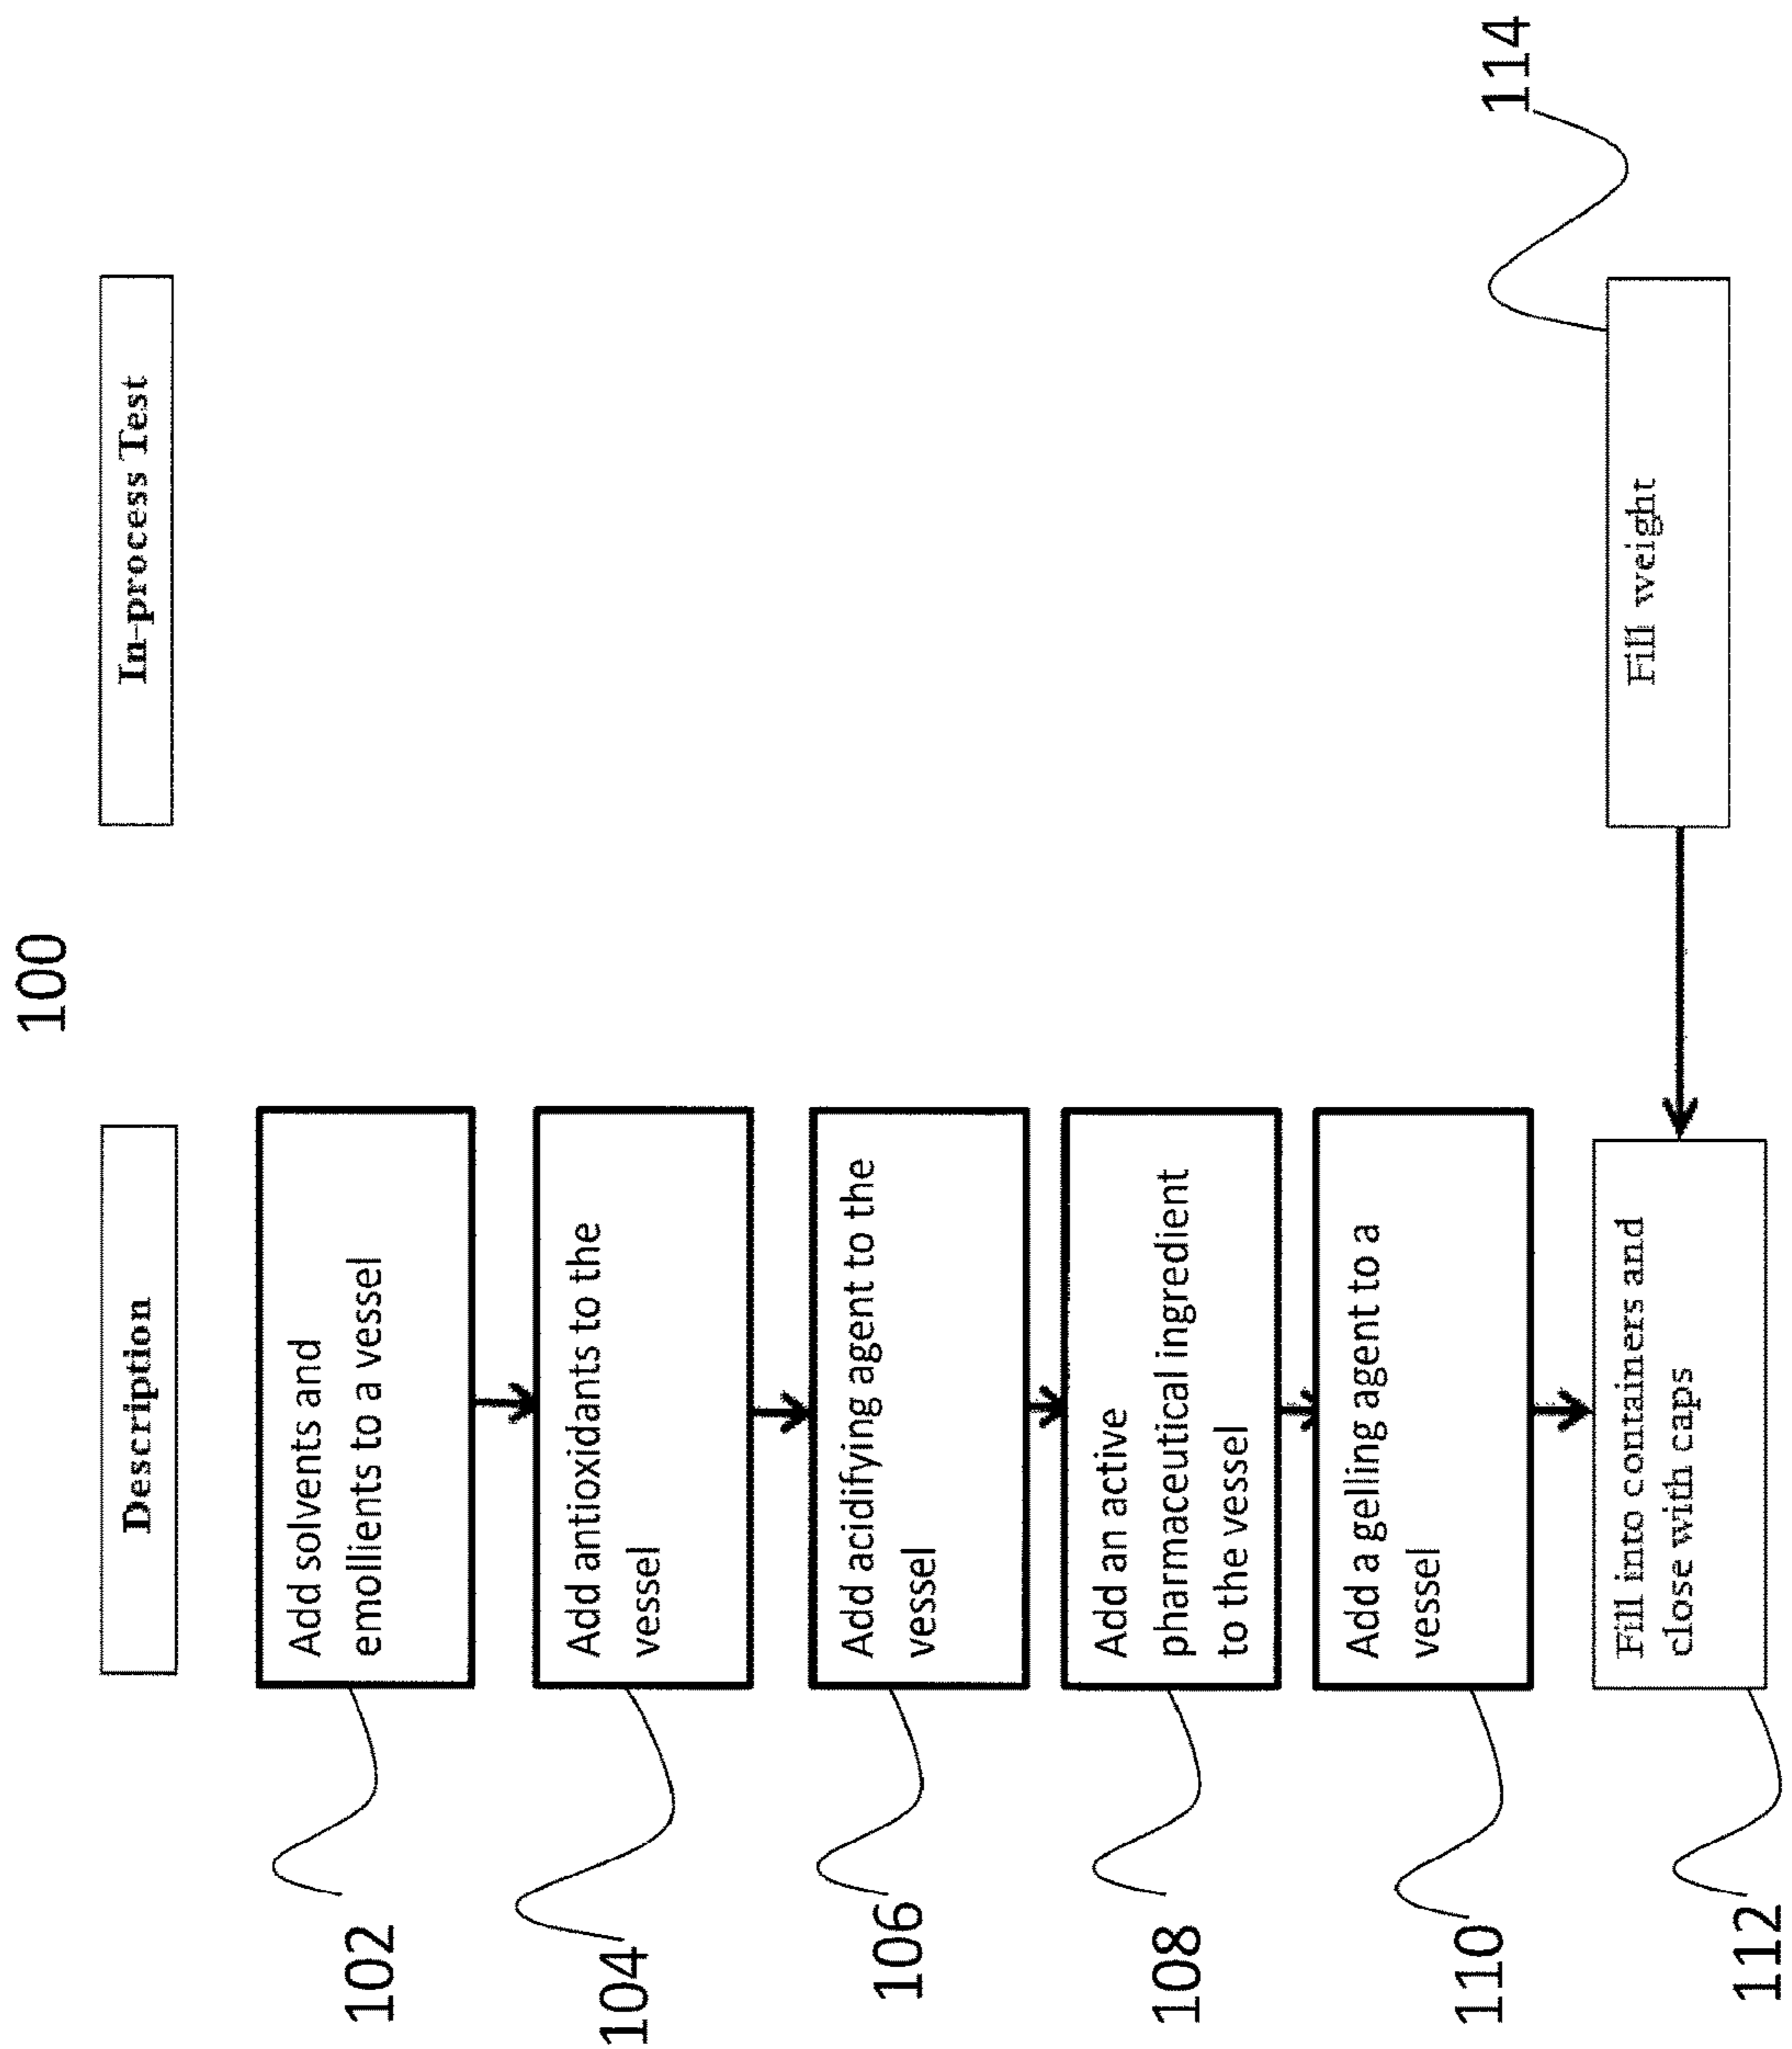 100
Description
In-process Test
102
Add solvents and
emollients to a vessel
104
Add antioxidants to the
vessel
106
Add acidifying agent to the
vessel
108
Add an active
pharmaceutical ingredient
to the vessel
110
Add a gelling agent to a
vessel
112
Fill into containers and
close with caps
Fill weight
114